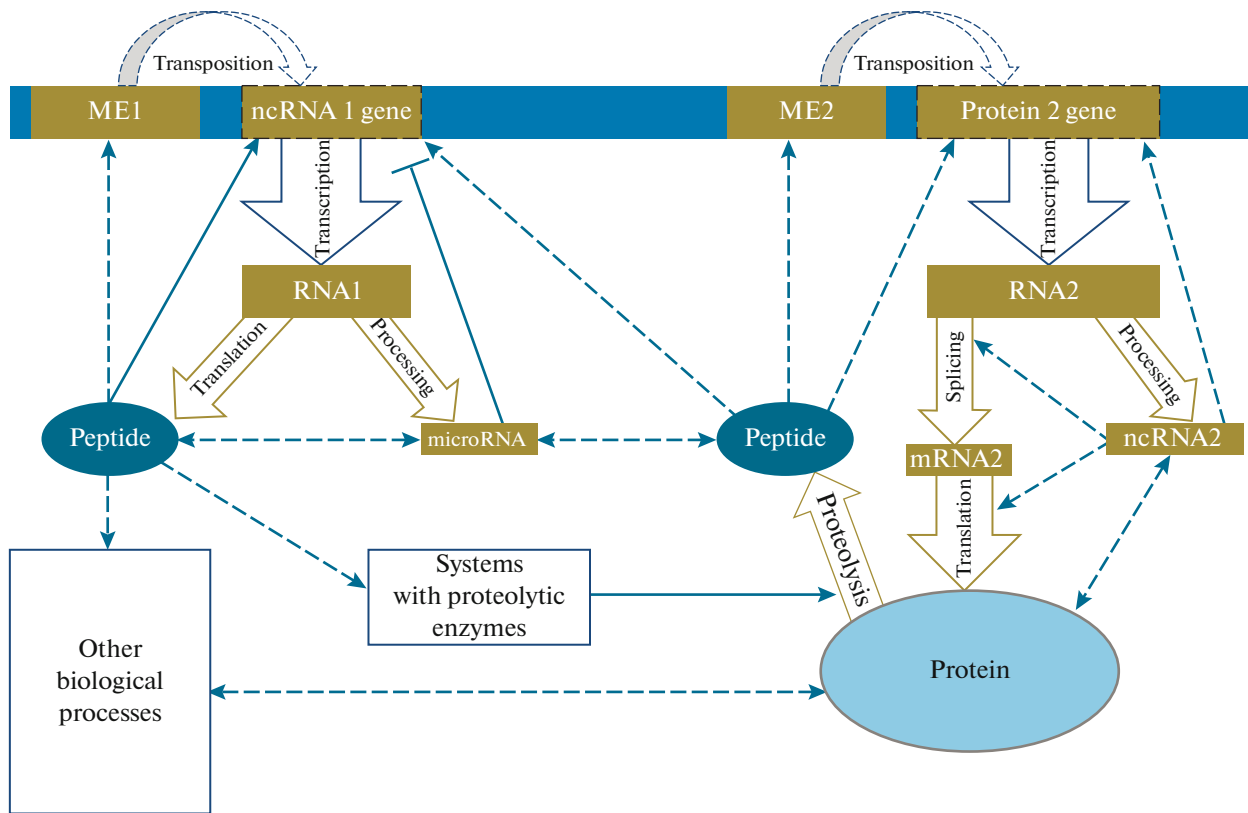 Transposition
Transposition
ME1
ncRNA 1 gene
ME2
Protein 2 gene
Transcription
Transcription
RNA1
RNA2
Translation
Processing
Splicing
Processing
Peptide
microRNA
Peptide
mRNA2
ncRNA2
Proteolysis
Translation
Systems
with proteolytic
enzymes
Other
biological
processes
Protein